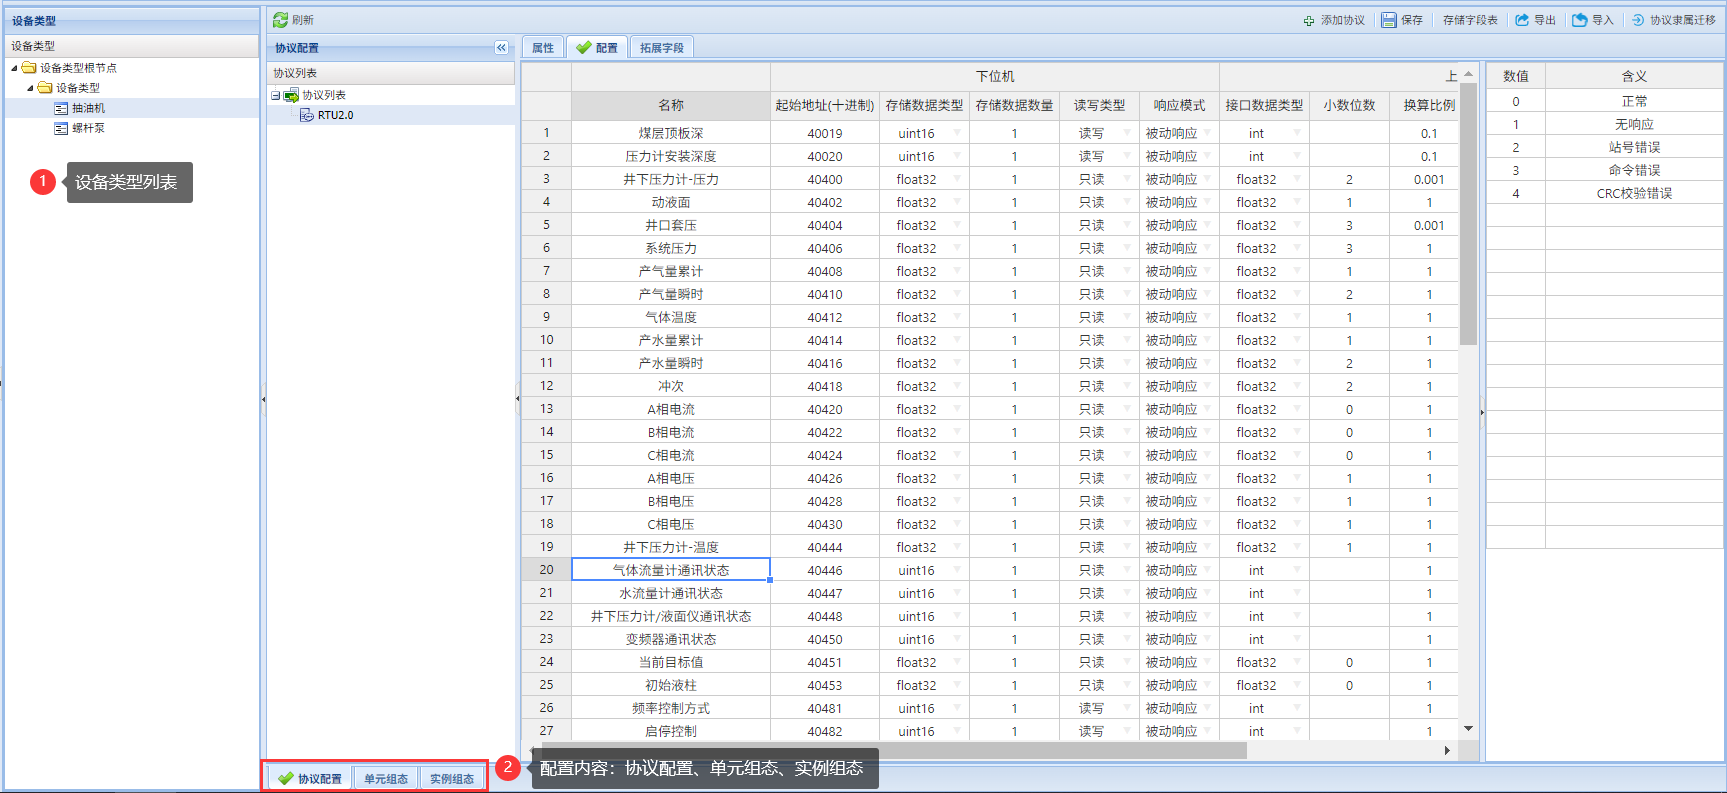 设备类型
设备类型
设备类型根节点
设备类型
抽油机
螺杆泵
1 设备类型列表
刷新 添加协议 保存 存储字段表 导出 导入 协议隶属迁移
协议配置
协议列表
协议列表
RTU2.0
属性 配置 拓展字段
下位机 上
名称 起始地址(十进制) 存储数据类型 存储数据数量 读写类型 响应模式 接口数据类型 小数位数 换算比例
1 煤层顶板深 40019 uint16 1 读写 被动响应 int 0.1
2 压力计安装深度 40020 uint16 1 读写 被动响应 int 0.1
3 井下压力计-压力 40400 float32 1 只读 被动响应 float32 2 0.001
4 动液面 40402 float32 1 只读 被动响应 float32 1 1
5 井口套压 40404 float32 1 只读 被动响应 float32 3 0.001
6 系统压力 40406 float32 1 只读 被动响应 float32 3 1
7 产气量累计 40408 float32 1 只读 被动响应 float32 1 1
8 产气量瞬时 40410 float32 1 只读 被动响应 float32 2 1
9 气体温度 40412 float32 1 只读 被动响应 float32 1 1
10 产水量累计 40414 float32 1 只读 被动响应 float32 1 1
11 产水量瞬时 40416 float32 1 只读 被动响应 float32 2 1
12 冲次 40418 float32 1 只读 被动响应 float32 2 1
13 A相电流 40420 float32 1 只读 被动响应 float32 0 1
14 B相电流 40422 float32 1 只读 被动响应 float32 0 1
15 C相电流 40424 float32 1 只读 被动响应 float32 0 1
16 A相电压 40426 float32 1 只读 被动响应 float32 1 1
17 B相电压 40428 float32 1 只读 被动响应 float32 1 1
18 C相电压 40430 float32 1 只读 被动响应 float32 1 1
19 井下压力计-温度 40444 float32 1 只读 被动响应 float32 1 1
20 气体流量计通讯状态 40446 uint16 1 只读 被动响应 int 1
21 水流量计通讯状态 40447 uint16 1 只读 被动响应 int 1
22 井下压力计/液面仪通讯状态 40448 uint16 1 只读 被动响应 int 1
23 变频器通讯状态 40450 uint16 1 只读 被动响应 int 1
24 当前目标值 40451 float32 1 只读 被动响应 float32 0 1
25 初始液柱 40453 float32 1 只读 被动响应 float32 0 1
26 频率控制方式 40481 uint16 1 读写 被动响应 int 1
27 启停控制 40482 uint16 1 读写 被动响应 int 1
数值 含义
0 正常
1 无响应
2 站号错误
3 命令错误
4 CRC校验错误
协议配置 单元组态 实例组态
2 配置内容：协议配置、单元组态、实例组态